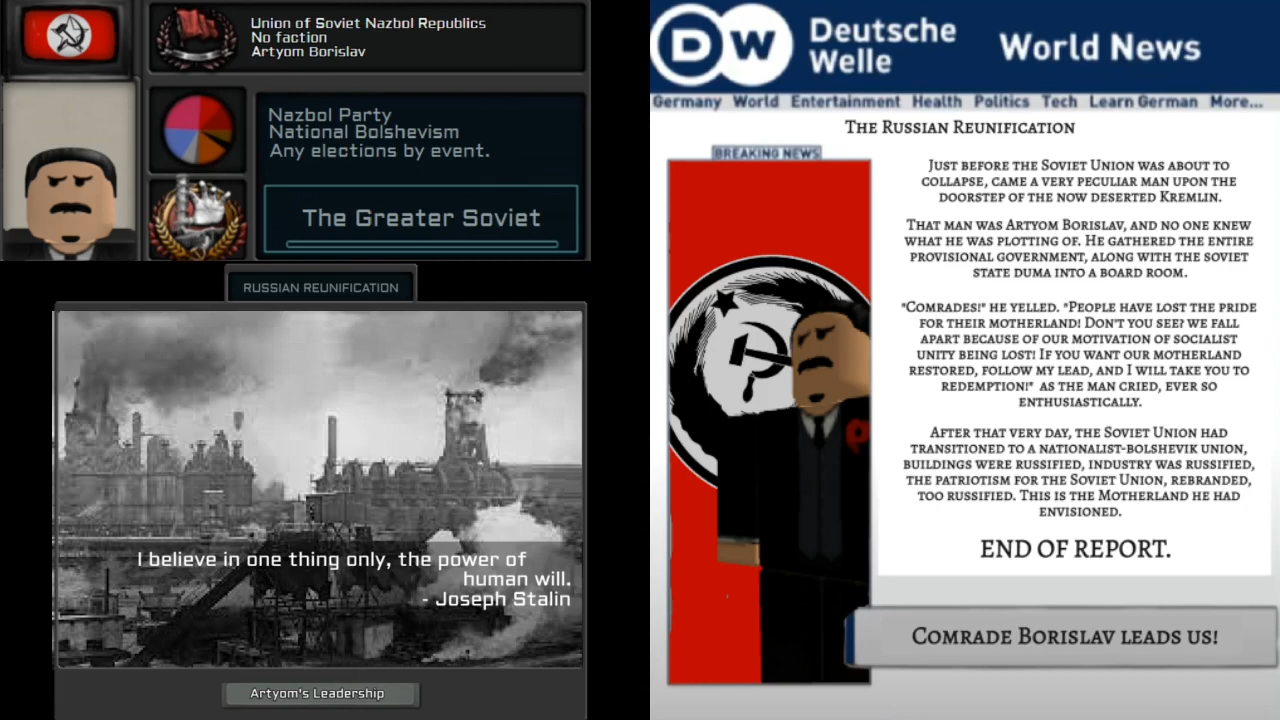 Union of Soviet Nazbol Republics
No faction
Artyom Borislav
Nazbol Party
National Bolshevism
Any elections by event.
The Greater Soviet
RUSSIAN REUNIFICATION
I believe in one thing only, the power of
human will.
- Joseph Stalin
Artyom's Leadership
DW
Deutsche
Welle
World News
Germany World Entertainment Health Politics Tech Learn German More...
THE RUSSIAN REUNIFICATION
BREAKING NEWS
JUST BEFORE THE SOVIET UNION WAS ABOUT TO
COLLAPSE, CAME A VERY PECULIAR MAN UPON THE
DOORSTEP OF THE NOW DESERTED KREMLIN.
THAT MAN WAS ARTYOM BORISLAV, AND NO ONE KNEW
WHAT HE WAS PLOTTING OF. HE GATHERED THE ENTIRE
PROVISIONAL GOVERNMENT, ALONG WITH THE SOVIET
STATE DUMA INTO A BOARD ROOM.
"COMRADES!" HE YELLED. "PEOPLE HAVE LOST THE PRIDE
FOR THEIR MOTHERLAND! DON'T YOU SEE? WE FALL
APART BECAUSE OF OUR MOTIVATION OF SOCIALIST
UNITY BEING LOST! IF YOU WANT OUR MOTHERLAND
RESTORED, FOLLOW MY LEAD, AND I WILL TAKE YOU TO
REDEMPTION!" AS THE MAN CRIED, EVER SO
ENTHUSIASTICALLY.
AFTER THAT VERY DAY, THE SOVIET UNION HAD
TRANSITIONED TO A NATIONALIST-BOLSHEVIK UNION,
BUILDINGS WERE RUSSIFIED, INDUSTRY WAS RUSSIFIED,
THE PATRIOTISM FOR THE SOVIET UNION, REBRANDED,
TOO RUSSIFIED. THIS IS THE MOTHERLAND HE HAD
ENVISIONED.
END OF REPORT.
COMRADE BORISLAV LEADS US!